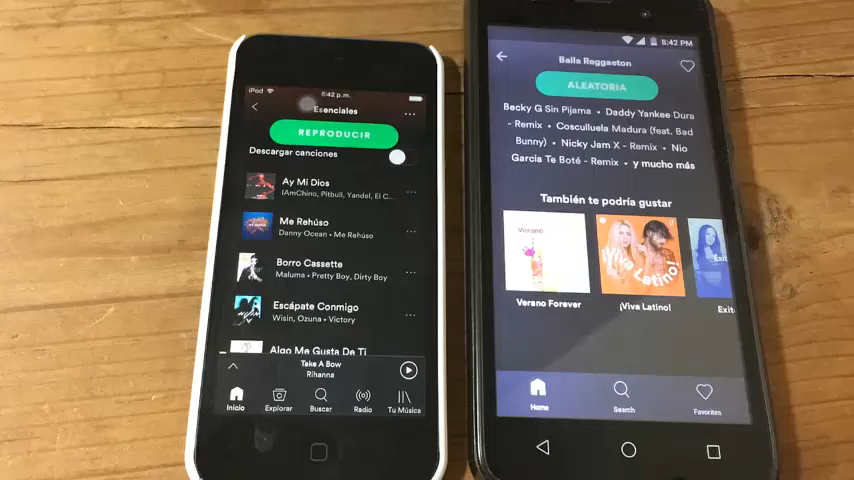 iPod
8:42 p.m.
Esenciales
REPRODUCIR
Descargar canciones
Ay Mi Dios
IAmChino, Pitbull, Yandel, El C...
Me Rehúso
Danny Ocean • Me Rehúso
Borro Cassette
Maluma • Pretty Boy, Dirty Boy
Escápate Conmigo
Wisin, Ozuna • Victory
Algo Me Gusta De Ti
Take A Bow
Rihanna
Inicio
Explorar
Buscar
Radio
Tu Música
8:42 PM
Baila Reggaeton
ALEATORIA
Becky G Sin Pijama • Daddy Yankee Dura
- Remix • Cosculluela Madura (feat. Bad
Bunny) • Nicky Jam X - Remix • Nio
Garcia Te Boté - Remix • y mucho más
También te podría gustar
Verano
¡Viva Latino!
Exit
Verano Forever
¡Viva Latino!
Exit
Home
Search
Favorites